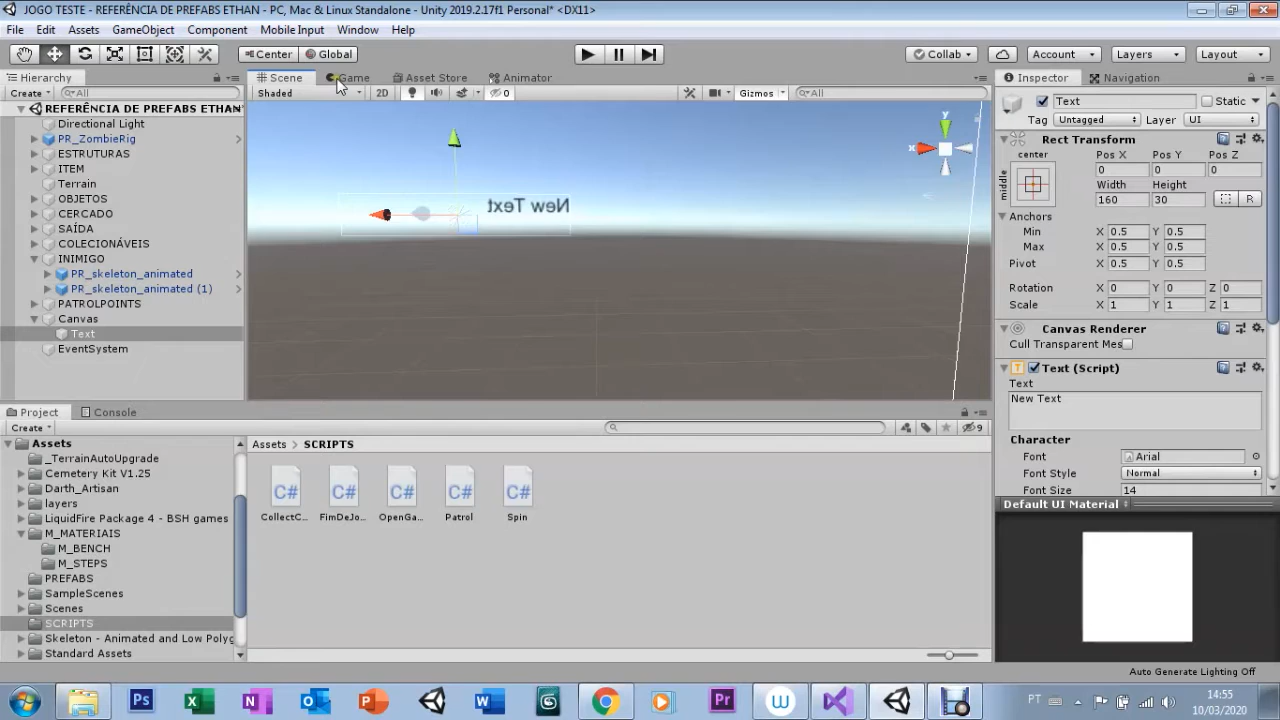 JOGO TESTE - REFERÊNCIA DE PREFABS ETHAN - PC, Mac & Linux Standalone - Unity 2019.2.17f1 Personal* <DX11>
File Edit Assets GameObject Component Mobile Input Window Help
Center Global Collab Account Layers Layout
Hierarchy Scene Game Asset Store Animator Inspector Navigation
Create All Shaded 2D 0 Gizmos All
REFERÊNCIA DE PREFABS ETHAN*
Directional Light
PR_ZombieRig
ESTRUTURAS
ITEM
Terrain
OBJETOS
CERCADO
SAÍDA
COLECIONÁVEIS
INIMIGO
PR_skeleton_animated
PR_skeleton_animated (1)
PATROLPOINTS
Canvas
Text
EventSystem
y
x
New Text
Text Static
Tag Untagged Layer UI
Rect Transform
center Pos X Pos Y Pos Z
middle 0 0 0
Width Height
160 30 R
Anchors
Min X 0.5 Y 0.5
Max X 0.5 Y 0.5
Pivot X 0.5 Y 0.5
Rotation X 0 Y 0 Z 0
Scale X 1 Y 1 Z 1
Canvas Renderer
Cull Transparent Mes
Text (Script)
Text
New Text
Character
Font Arial
Font Style Normal
Font Size 14
Default UI Material
Project Console
Create 9
Assets
_TerrainAutoUpgrade
Cemetery Kit V1.25
Darth_Artisan
layers
LiquidFire Package 4 - BSH games
M_MATERIAIS
M_BENCH
M_STEPS
PREFABS
SampleScenes
Scenes
SCRIPTS
Skeleton - Animated and Low Polyg
Standard Assets
Assets > SCRIPTS
C# C# C# C# C#
CollectC... FimDeJo... OpenGa... Patrol Spin
Auto Generate Lighting Off
Ps Pr PT 14:55
10/03/2020